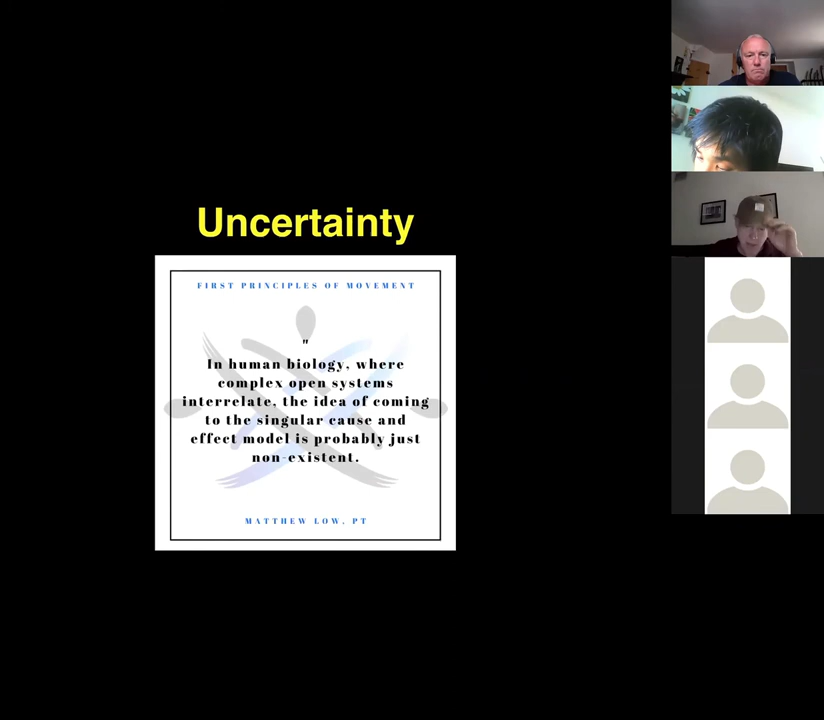 Uncertainty
FIRST PRINCIPLES OF MOVEMENT
"
In human biology, where
complex open systems
interrelate, the idea of coming
to the singular cause and
effect model is probably just
non-existent.
MATTHEW LOW, PT